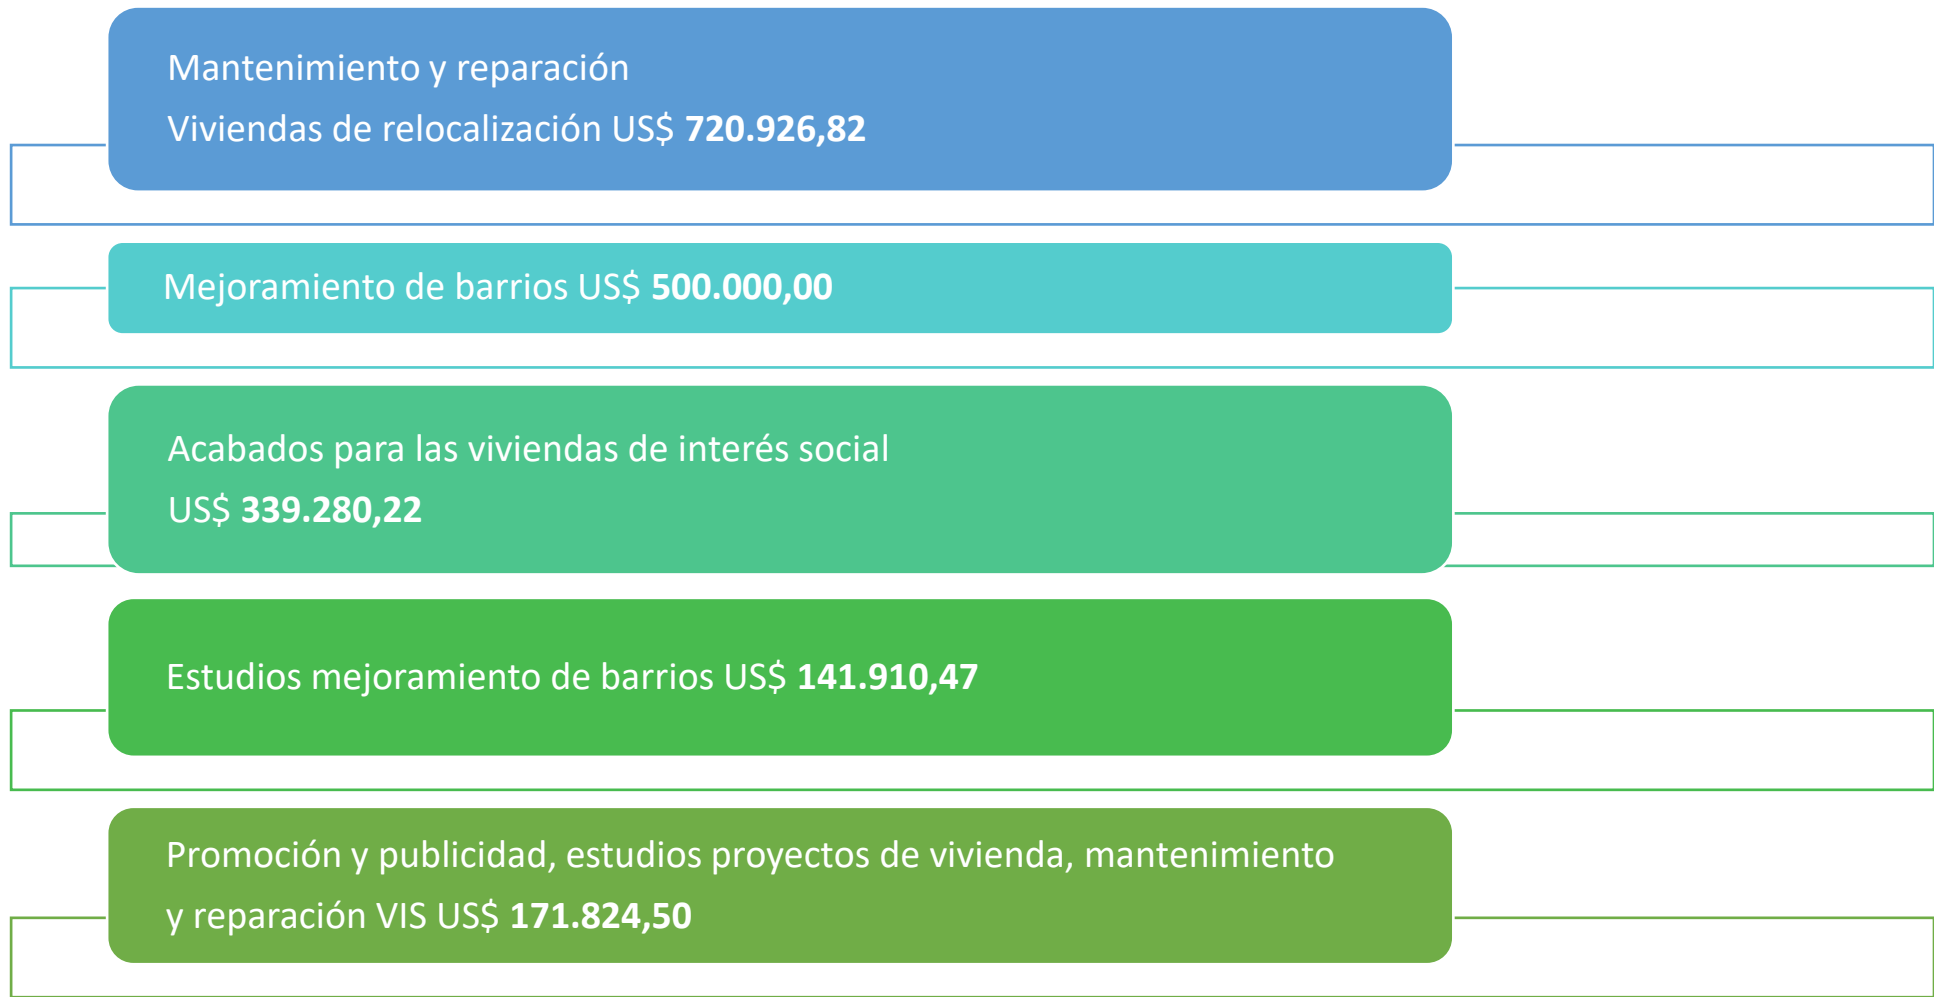 Mantenimiento y reparación
Viviendas de relocalización US$ 720.926,82
Mejoramiento de barrios US$ 500.000,00
Acabados para las viviendas de interés social
US$ 339.280,22
Estudios mejoramiento de barrios US$ 141.910,47
Promoción y publicidad, estudios proyectos de vivienda, mantenimiento
y reparación VIS US$ 171.824,50